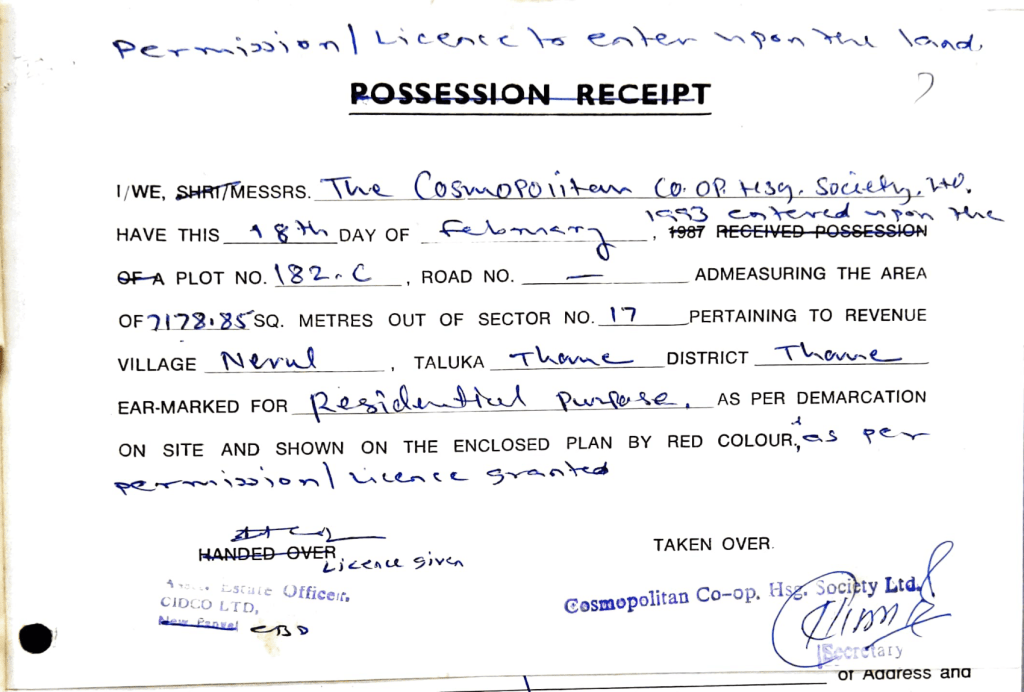 Permission/Licence to enter upon the land.
POSSESSION RECEIPT
I/WE, SHRI/MESSRS. The Cosmopolitan Co. OP. Hsg. Society, Ltd.
1993 entered upon the
HAVE THIS 18th DAY OF February, 1987 RECEIVED POSSESSION
OF A PLOT NO. 182-C, ROAD NO. — ADMEASURING THE AREA
OF 7178.85 SQ. METRES OUT OF SECTOR NO. 17 PERTAINING TO REVENUE
VILLAGE Nerul, TALUKA Thane DISTRICT Thane
EAR-MARKED FOR Residential purpose, AS PER DEMARCATION
ON SITE AND SHOWN ON THE ENCLOSED PLAN BY RED COLOUR, as per
permission/Licence granted
HANDED OVER
Licence given
TAKEN OVER.
Estate Officer,
CIDCO LTD,
New Panvel CBD
Cosmopolitan Co-op. Hsg. Society Ltd.
Secretary
of Address and